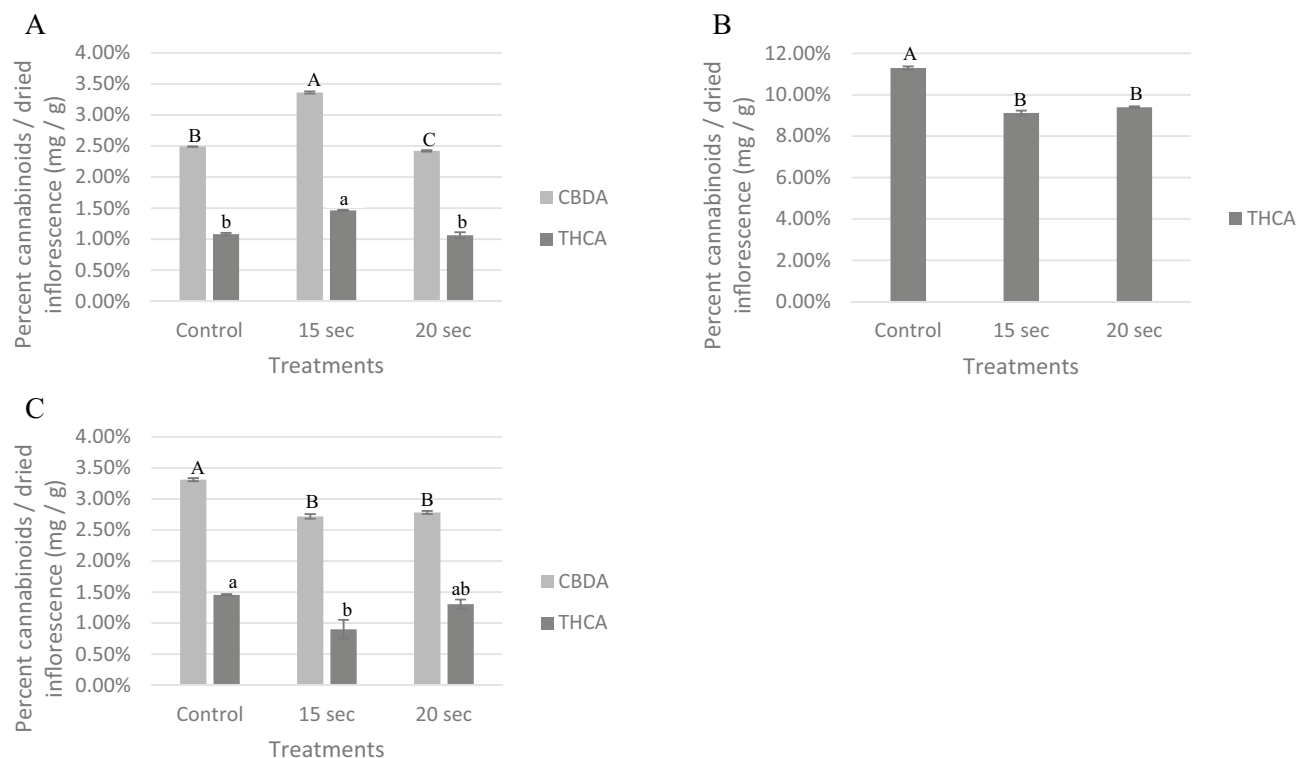 A
Percent cannabinoids / dried
inflorescence (mg / g)
4.00%
3.50%
3.00%
2.50%
2.00%
1.50%
1.00%
0.50%
0.00%
B
b
A
a
C
b
Control
15 sec
20 sec
Treatments
CBDA
THCA
B
Percent cannabinoids / dried
inflorescence (mg / g)
12.00%
10.00%
8.00%
6.00%
4.00%
2.00%
0.00%
A
B
B
Control
15 sec
20 sec
Treatments
THCA
C
Percent cannabinoids / dried
inflorescence (mg / g)
4.00%
3.50%
3.00%
2.50%
2.00%
1.50%
1.00%
0.50%
0.00%
A
a
B
b
B
ab
Control
15 sec
20 sec
Treatments
CBDA
THCA